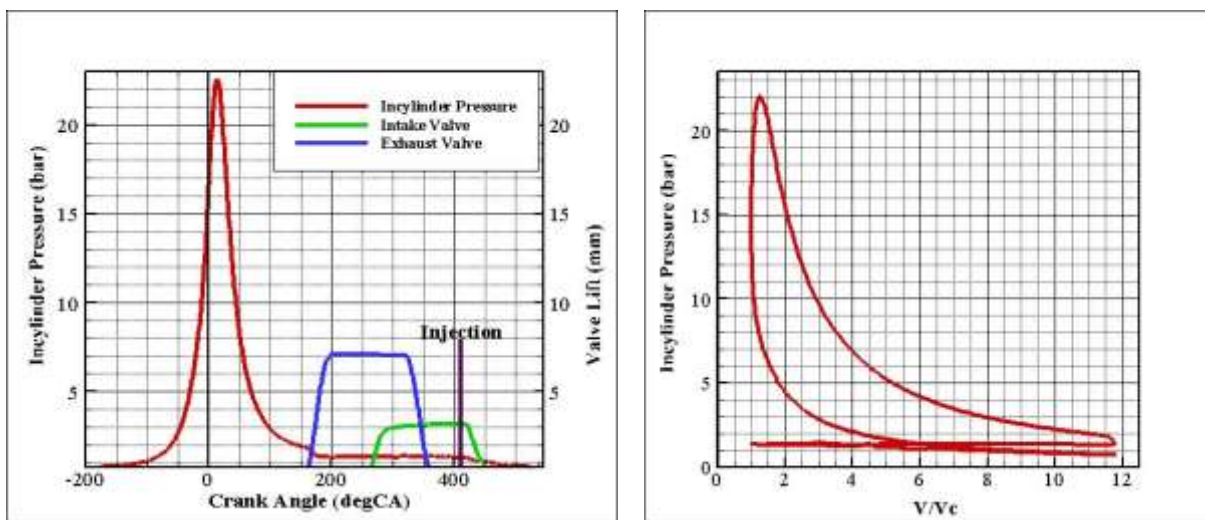 Incylinder Pressure
Intake Valve
Exhaust Valve
Injection
20
15
10
5
20
15
10
5
-200
0
200
400
Incylinder Pressure (bar)
Valve Lift (mm)
Crank Angle (degCA)
20
15
10
5
0
0
2
4
6
8
10
12
Incylinder Pressure (bar)
V/Vc